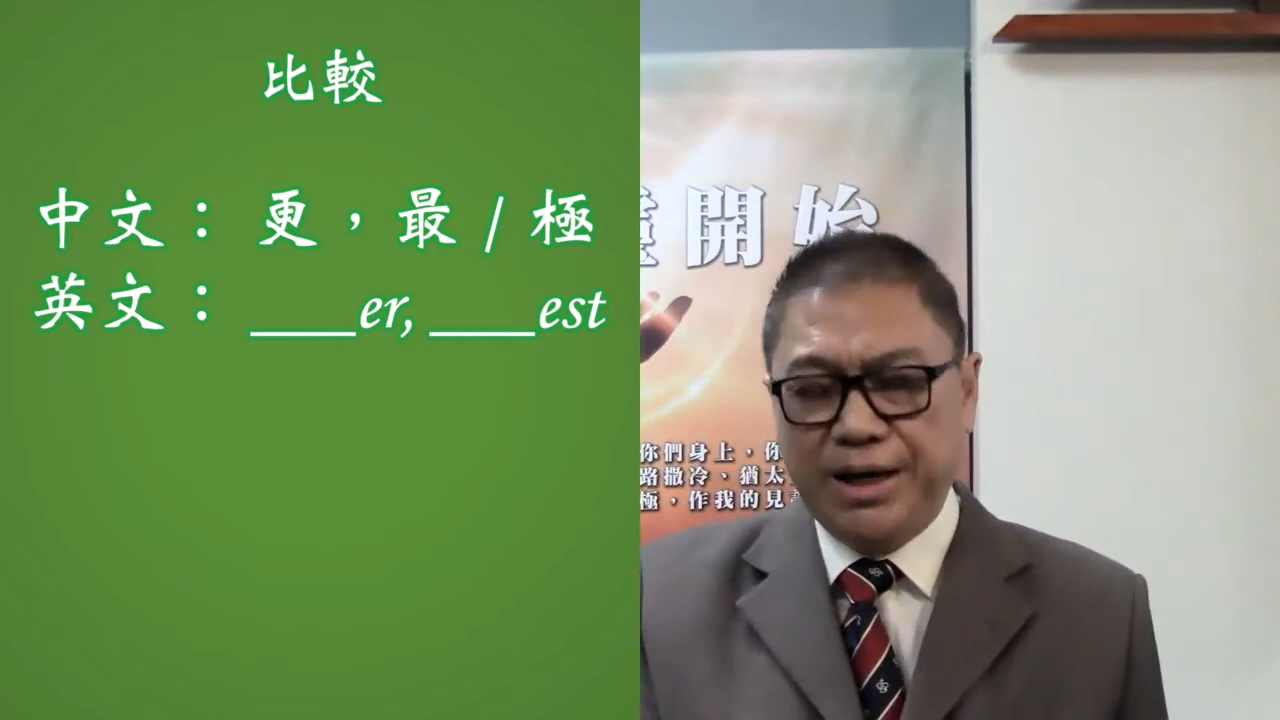 比較
中文：更，最 / 極
英文：____er, ____est
開始
你們身上，你
路撒冷、猶太
極，作我的見